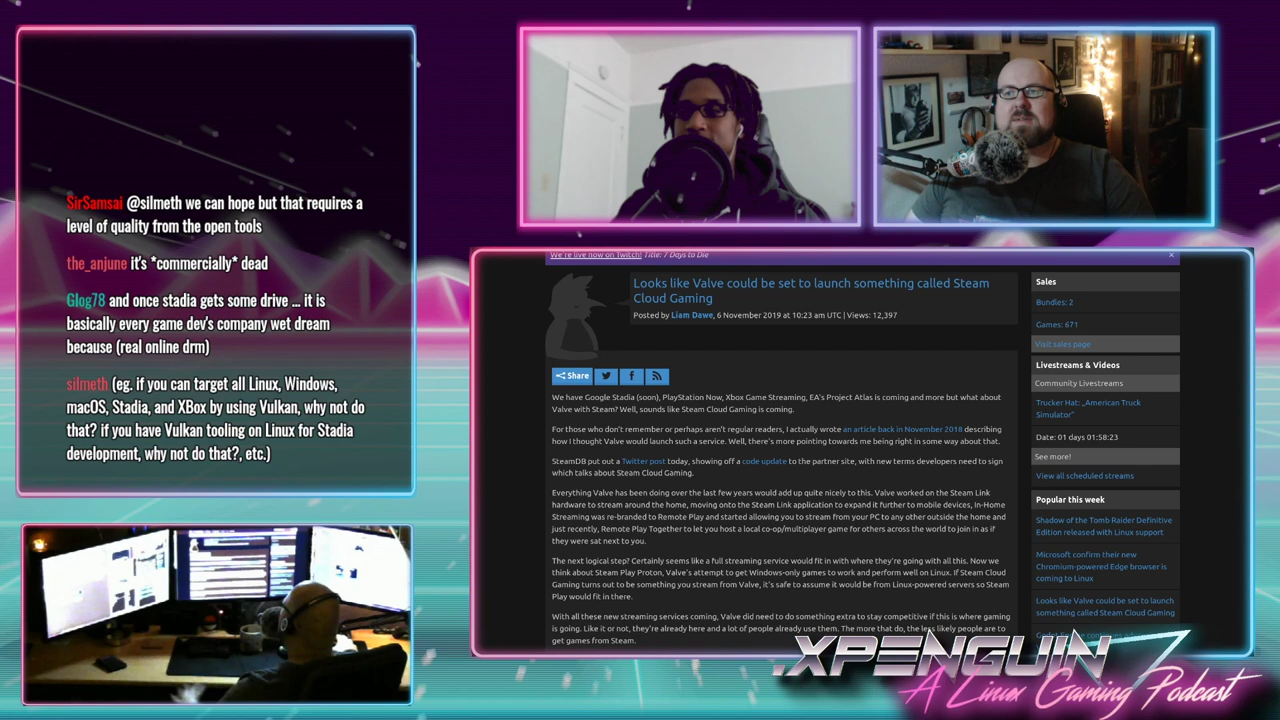 SirSamsai @silmeth we can hope but that requires a
level of quality from the open tools
the_anjune it's *commercially* dead
Glog78 and once stadia gets some drive ... it is
basically every game dev's company wet dream
because (real online drm)
silmeth (eg. if you can target all Linux, Windows,
macOS, Stadia, and XBox by using Vulkan, why not do
that? if you have Vulkan tooling on Linux for Stadia
development, why not do that?, etc.)
We're live now on Twitch! Title: 7 Days to Die ×
Looks like Valve could be set to launch something called Steam
Cloud Gaming
Posted by Liam Dawe, 6 November 2019 at 10:23 am UTC | Views: 12,397
Share
We have Google Stadia (soon), PlayStation Now, Xbox Game Streaming, EA's Project Atlas is coming and more but what about
Valve with Steam? Well, sounds like Steam Cloud Gaming is coming.
For those who don't remember or perhaps aren't regular readers, I actually wrote an article back in November 2018 describing
how I thought Valve would launch such a service. Well, there's more pointing towards me being right in some way about that.
SteamDB put out a Twitter post today, showing off a code update to the partner site, with new terms developers need to sign
which talks about Steam Cloud Gaming.
Everything Valve has been doing over the last few years would add up quite nicely to this. Valve worked on the Steam Link
hardware to stream around the home, moving onto the Steam Link application to expand it further to mobile devices, In-Home
Streaming was re-branded to Remote Play and started allowing you to stream from your PC to any other outside the home and
just recently, Remote Play Together to let you host a local co-op/multiplayer game for others across the world to join in as if
they were sat next to you.
The next logical step? Certainly seems like a full streaming service would fit in with where they're going with all this. Now we
think about Steam Play Proton, Valve's attempt to get Windows-only games to work and perform well on Linux. If Steam Cloud
Gaming turns out to be something you stream from Valve, it's safe to assume it would be from Linux-powered servers so Steam
Play would fit in there.
With all these new streaming services coming, Valve did need to do something extra to stay competitive if this is where gaming
is going. Like it or not, they're already here and a lot of people already use them. The more that do, the less likely people are to
get games from Steam.
Sales
Bundles: 2
Games: 671
Visit sales page
Livestreams & Videos
Community Livestreams
Trucker Hat: „American Truck
Simulator"
Date: 01 days 01:58:23
See more!
View all scheduled streams
Popular this week
Shadow of the Tomb Raider Definitive
Edition released with Linux support
Microsoft confirm their new
Chromium-powered Edge browser is
coming to Linux
Looks like Valve could be set to launch
something called Steam Cloud Gaming
XPENGUIN
A Linux Gaming Podcast